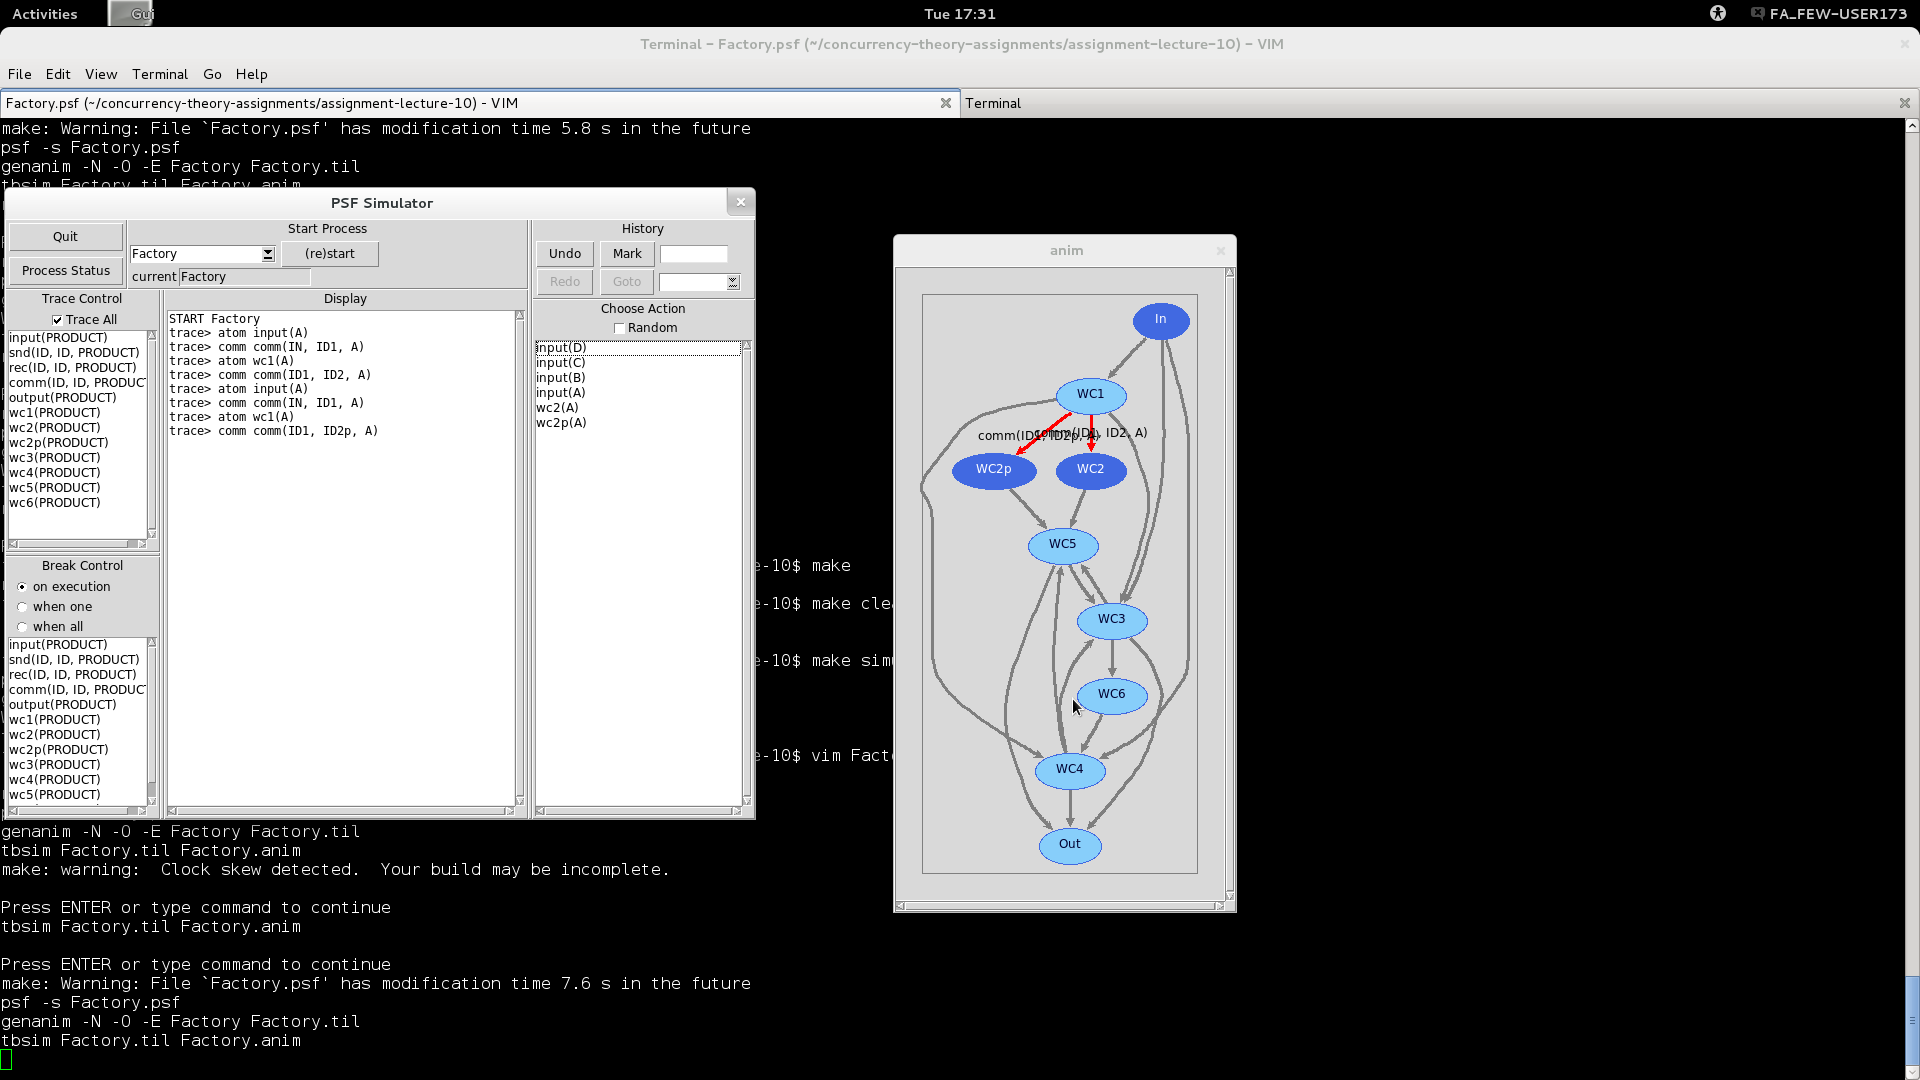 Activities
Gui
Tue 17:31
FA_FEW-USER173
Terminal - Factory.psf (~/concurrency-theory-assignments/assignment-lecture-10) - VIM
File Edit View Terminal Go Help
Factory.psf (~/concurrency-theory-assignments/assignment-lecture-10) - VIM
Terminal
make: Warning: File `Factory.psf' has modification time 5.8 s in the future
psf -s Factory.psf
genanim -N -O -E Factory Factory.til
tbsim Factory.til Factory.anim
PSF Simulator
Quit
Process Status
Start Process
Factory
(re)start
current Factory
History
Undo
Mark
Redo
Goto
Trace Control
Trace All
input(PRODUCT)
snd(ID, ID, PRODUCT)
rec(ID, ID, PRODUCT)
comm(ID, ID, PRODUC
output(PRODUCT)
wc1(PRODUCT)
wc2(PRODUCT)
wc2p(PRODUCT)
wc3(PRODUCT)
wc4(PRODUCT)
wc5(PRODUCT)
wc6(PRODUCT)
Break Control
on execution
when one
when all
input(PRODUCT)
snd(ID, ID, PRODUCT)
rec(ID, ID, PRODUCT)
comm(ID, ID, PRODUC
output(PRODUCT)
wc1(PRODUCT)
wc2(PRODUCT)
wc2p(PRODUCT)
wc3(PRODUCT)
wc4(PRODUCT)
wc5(PRODUCT)
Display
START Factory
trace> atom input(A)
trace> comm comm(IN, ID1, A)
trace> atom wc1(A)
trace> comm comm(ID1, ID2, A)
trace> atom input(A)
trace> comm comm(IN, ID1, A)
trace> atom wc1(A)
trace> comm comm(ID1, ID2p, A)
Choose Action
Random
input(D)
input(C)
input(B)
input(A)
wc2(A)
wc2p(A)
e-10$ make
e-10$ make clea
e-10$ make simu
e-10$ vim Facto
anim
In
WC1
comm(ID1, ID2p, A)
comm(ID1, ID2, A)
WC2p
WC2
WC5
WC3
WC6
WC4
Out
genanim -N -O -E Factory Factory.til
tbsim Factory.til Factory.anim
make: warning:  Clock skew detected.  Your build may be incomplete.
Press ENTER or type command to continue
tbsim Factory.til Factory.anim
Press ENTER or type command to continue
make: Warning: File `Factory.psf' has modification time 7.6 s in the future
psf -s Factory.psf
genanim -N -O -E Factory Factory.til
tbsim Factory.til Factory.anim